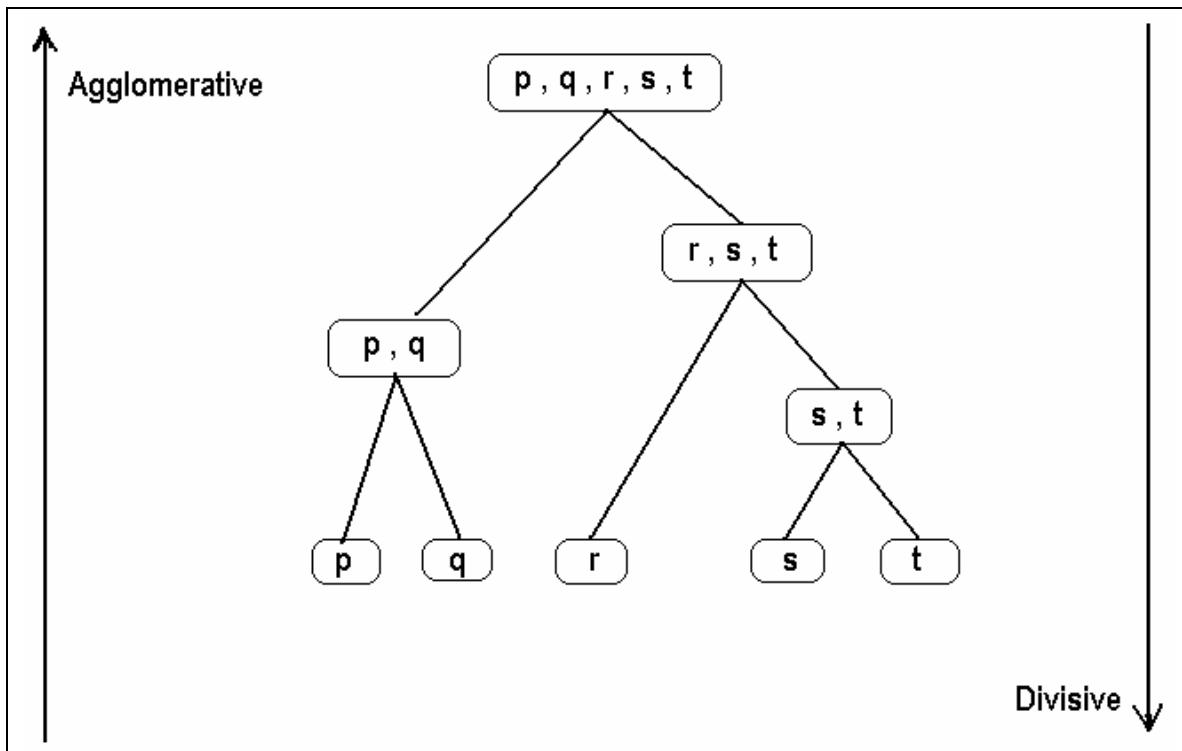 p , q , r , s , t
Agglomerative
r , s , t
p , q
s , t
p
q
r
s
t
Divisive